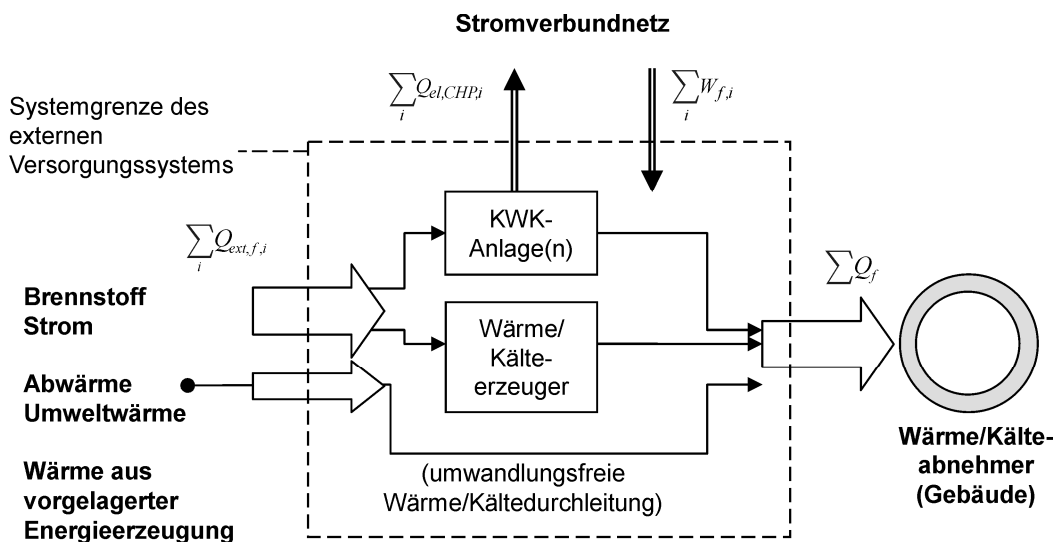 Stromverbundnetz
Systemgrenze des
externen
Versorgungssystems
∑ Q_el,CHP,i
i
∑ W_f,i
i
KWK-
Anlage(n)
∑ Q_ext,f,i
i
Brennstoff
Strom
Wärme/
Kälte-
erzeuger
∑ Q_f
Abwärme
Umweltwärme
Wärme aus
vorgelagerter
Energieerzeugung
(umwandlungsfreie
Wärme/Kältedurchleitung)
Wärme/Kälte-
abnehmer
(Gebäude)